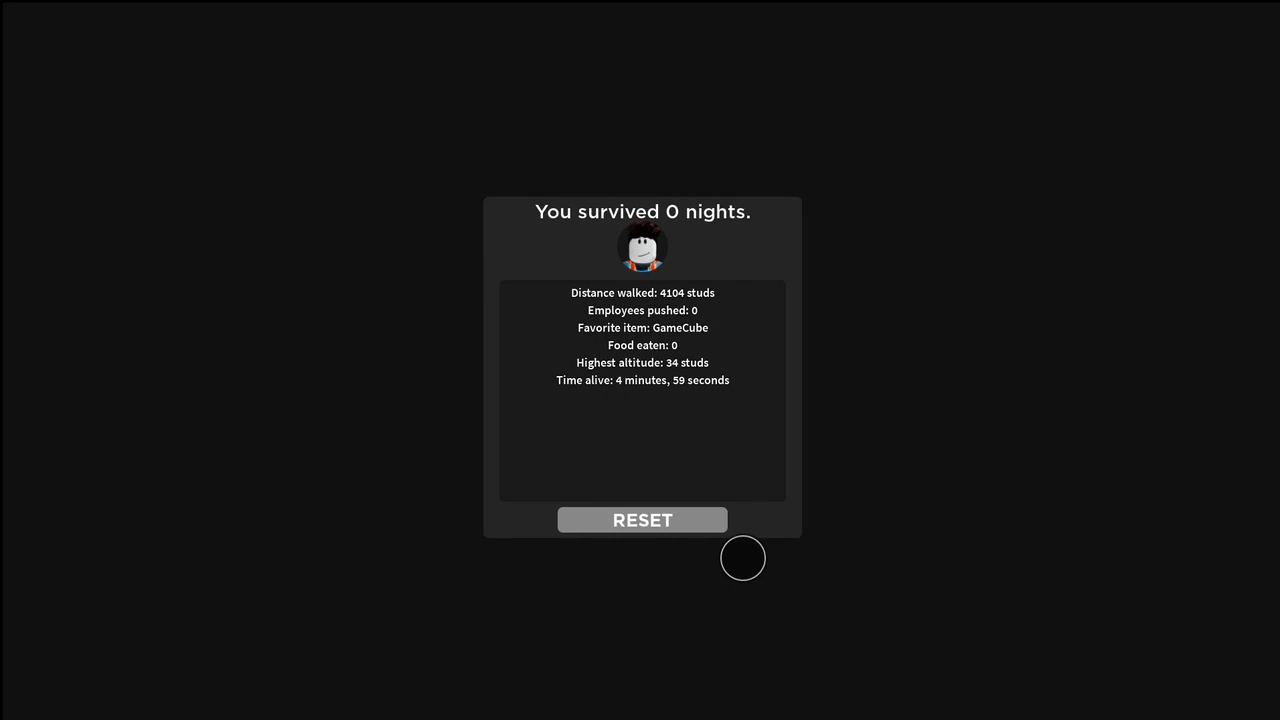 You survived 0 nights.
Distance walked: 4104 studs
Employees pushed: 0
Favorite item: GameCube
Food eaten: 0
Highest altitude: 34 studs
Time alive: 4 minutes, 59 seconds
RESET